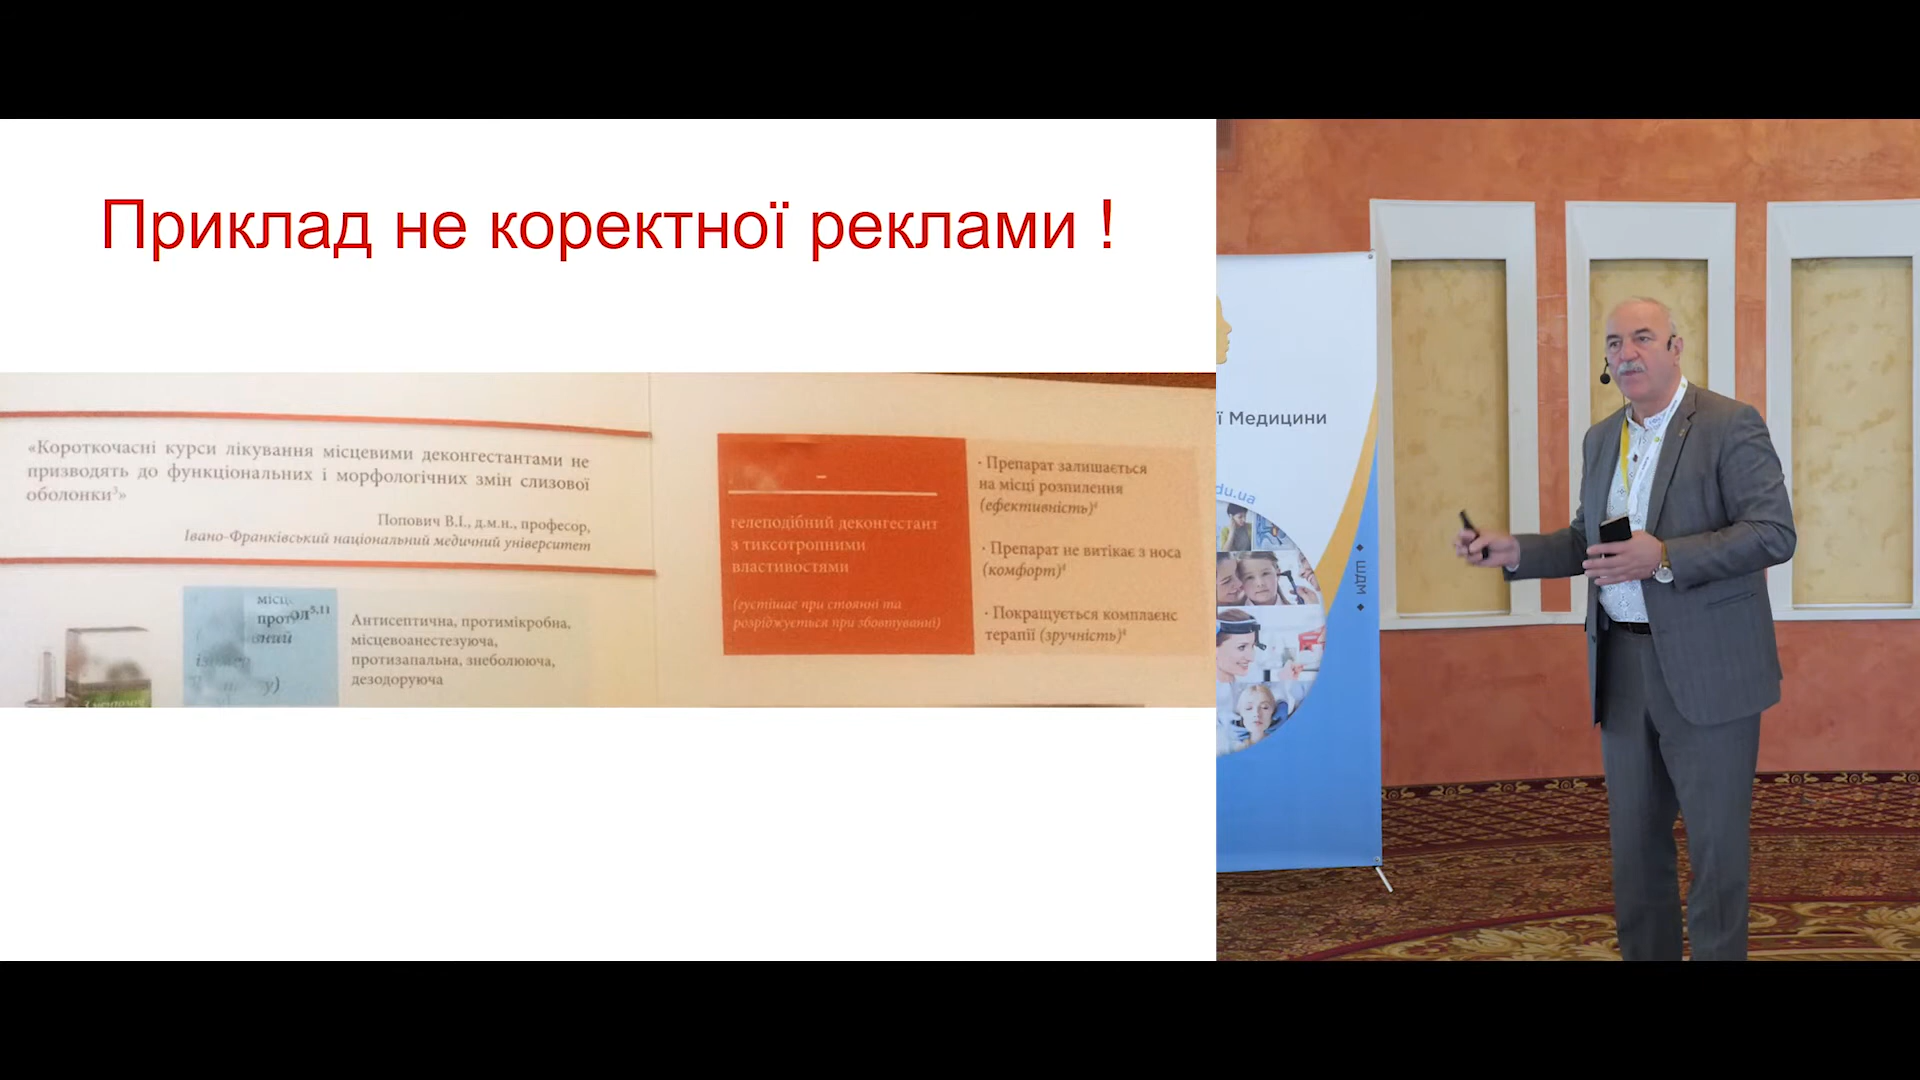 Приклад не коректної реклами !
«Короткочасні курси лікування місцевими деконгестантами не
призводять до функціональних і морфологічних змін слизової
оболонки³»
Попович В.І., д.м.н., професор,
Івано-Франківський національний медичний університет
Антисептична, протимікробна,
місцевоанестезуюча,
протизапальна, знеболююча,
дезодоруюча
гелеподібний деконгестант
з тиксотропними
властивостями
(густішає при стоянні та
розріджується при збовтуванні)
· Препарат залишається
на місці розпилення
(ефективність)⁴
· Препарат не витікає з носа
(комфорт)⁴
· Покращується комплаєнс
терапії (зручність)⁴
ї Медицини
du.ua
ШДМ